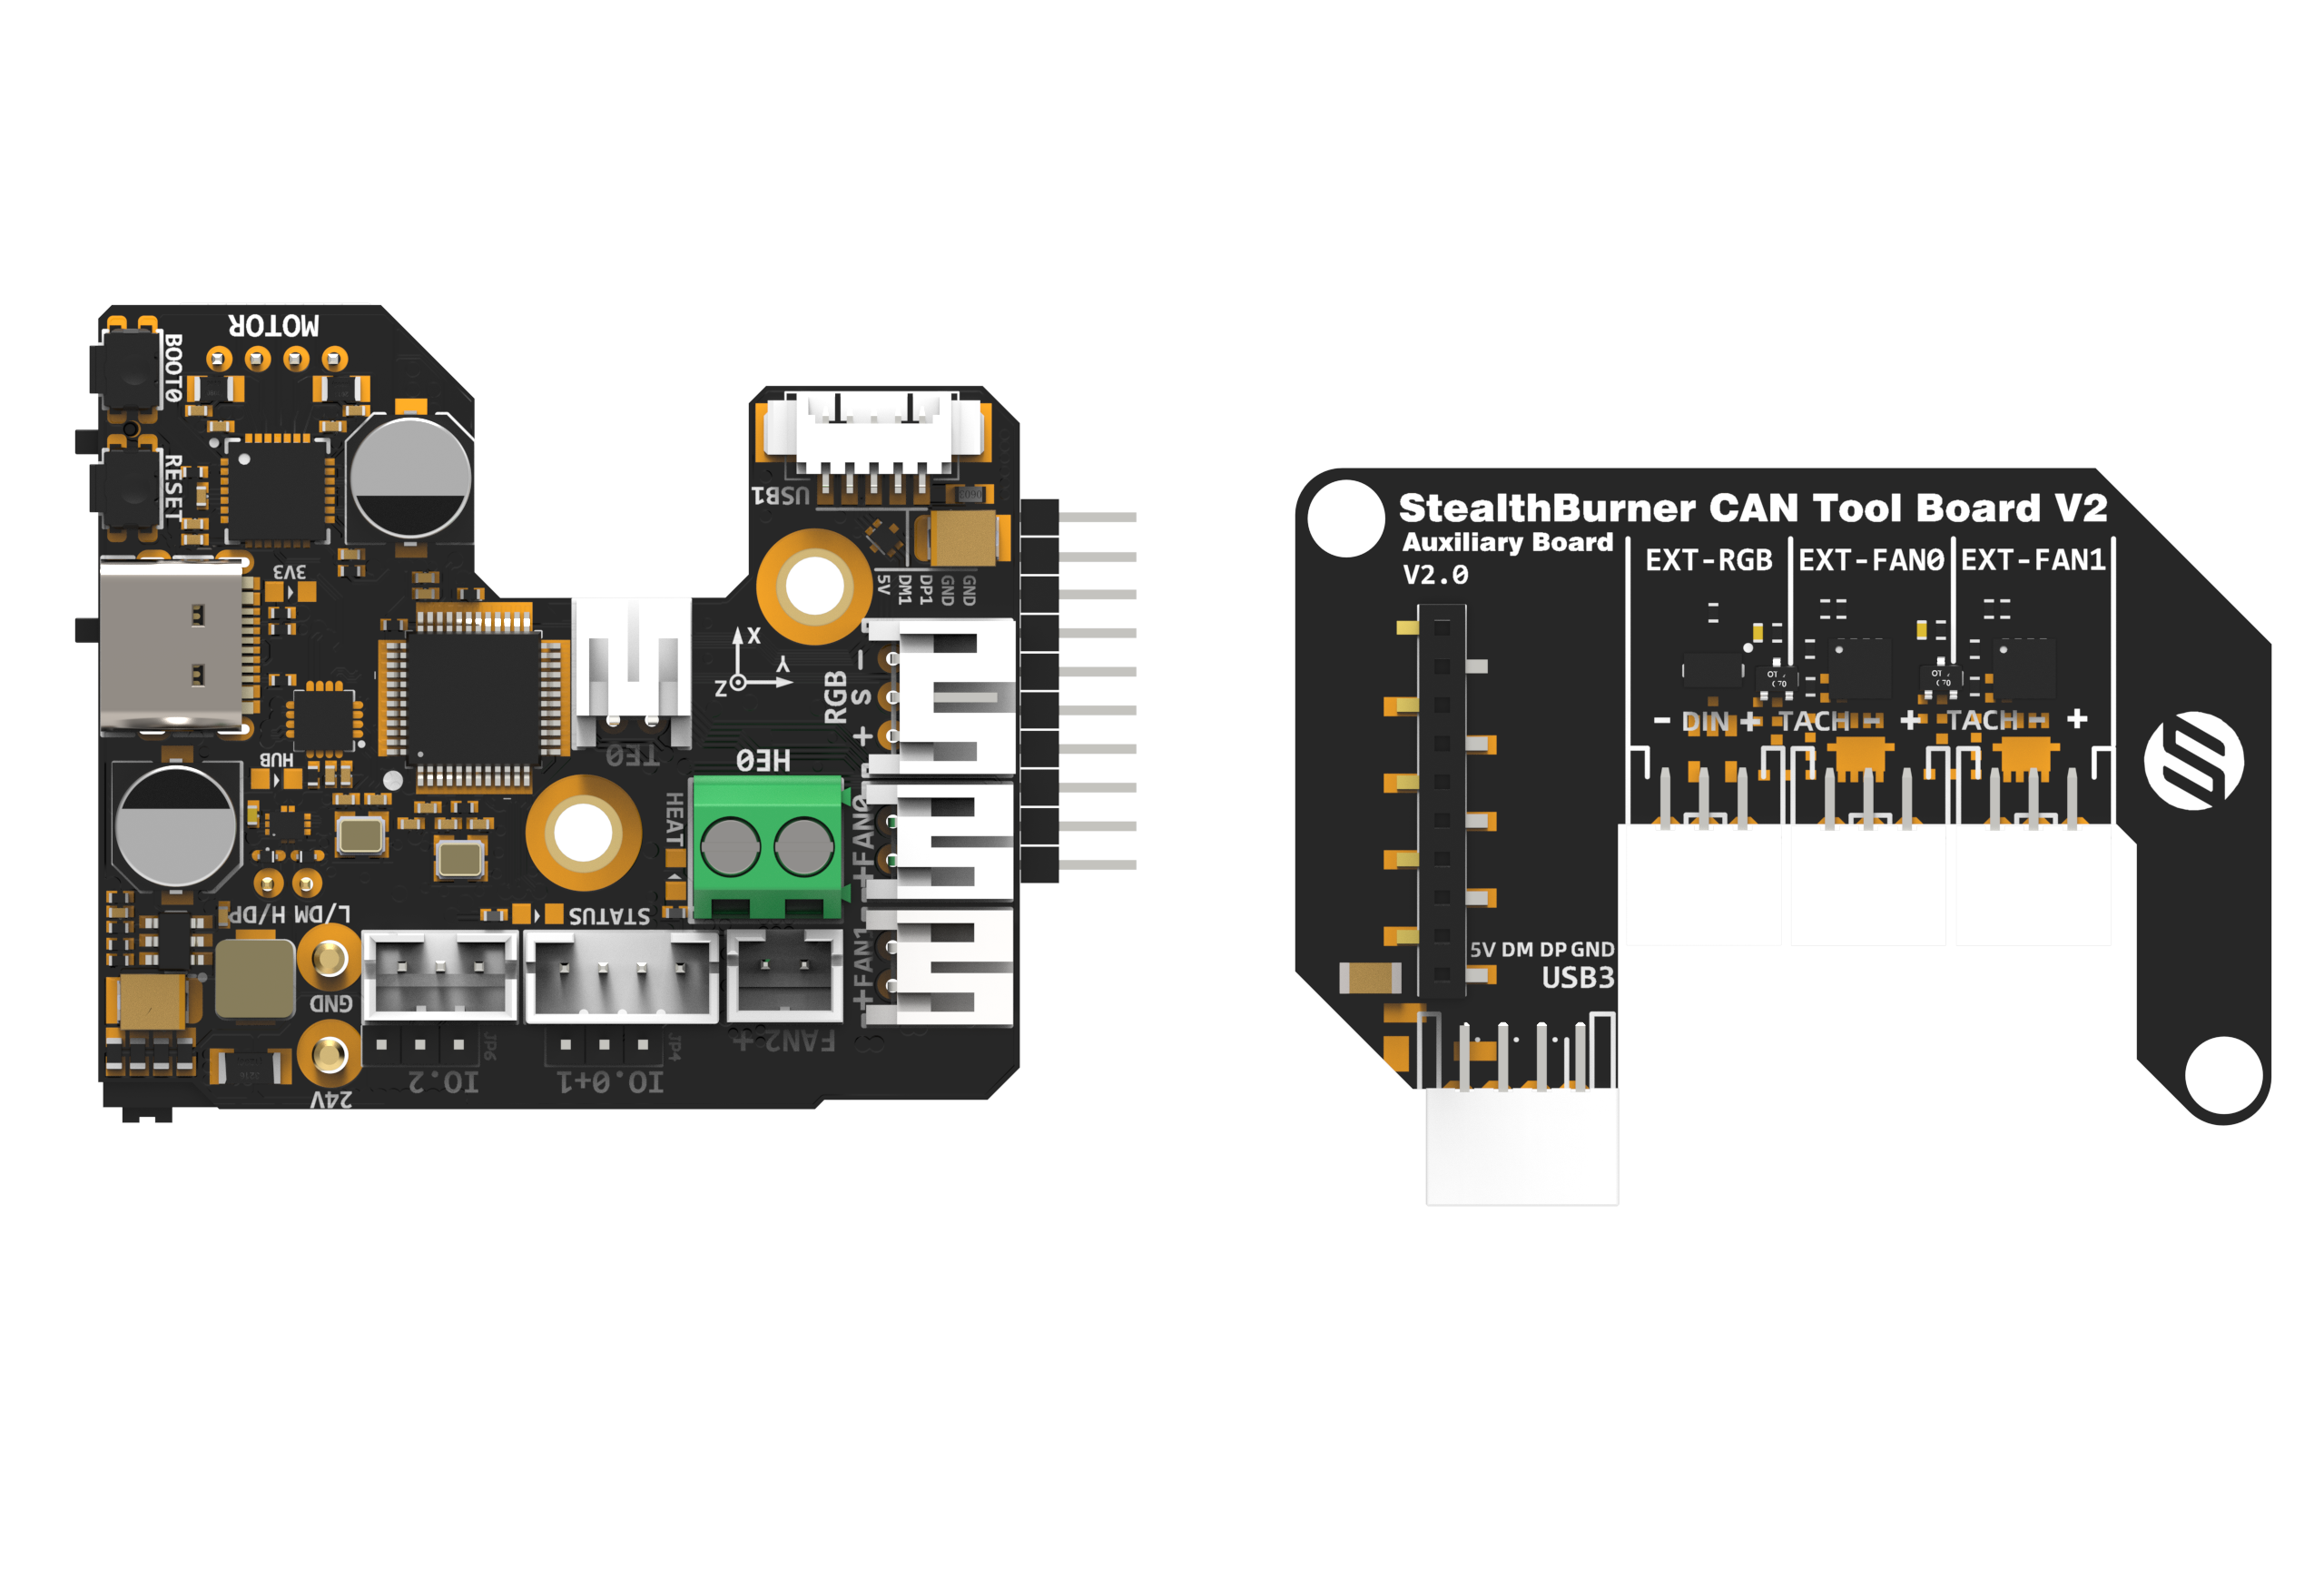 MOTOR
BOOT0
RESET
3V3
HUB
L/DM H/DP
GND
24V
IO.2
JP6
IO.0+1
JP4
STATUS
HEAT
HE0
TE0
X
Y
Z
USB1
5V
DM1
DP1
GND
GND
RGB
- S +
+FAN0
+FAN1
FAN2+
StealthBurner CAN Tool Board V2
Auxiliary Board
V2.0
EXT-RGB EXT-FAN0 EXT-FAN1
- DIN + TACH - + TACH - +
5V DM DP GND
USB3